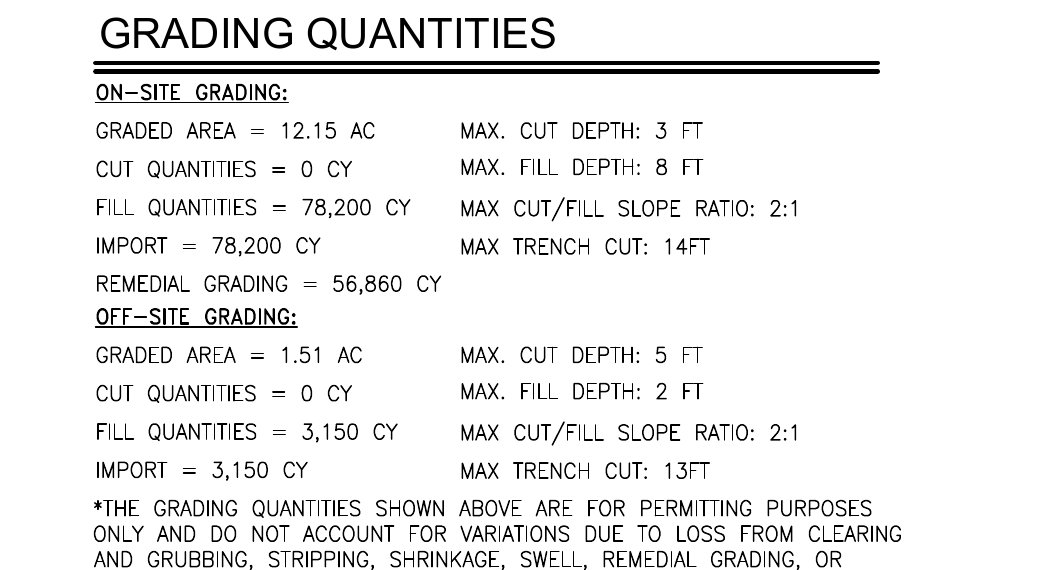 GRADING QUANTITIES
ON-SITE GRADING:
GRADED AREA = 12.15 AC MAX. CUT DEPTH: 3 FT
CUT QUANTITIES = 0 CY MAX. FILL DEPTH: 8 FT
FILL QUANTITIES = 78,200 CY MAX CUT/FILL SLOPE RATIO: 2:1
IMPORT = 78,200 CY MAX TRENCH CUT: 14FT
REMEDIAL GRADING = 56,860 CY
OFF-SITE GRADING:
GRADED AREA = 1.51 AC MAX. CUT DEPTH: 5 FT
CUT QUANTITIES = 0 CY MAX. FILL DEPTH: 2 FT
FILL QUANTITIES = 3,150 CY MAX CUT/FILL SLOPE RATIO: 2:1
IMPORT = 3,150 CY MAX TRENCH CUT: 13FT
*THE GRADING QUANTITIES SHOWN ABOVE ARE FOR PERMITTING PURPOSES
ONLY AND DO NOT ACCOUNT FOR VARIATIONS DUE TO LOSS FROM CLEARING
AND GRUBBING, STRIPPING, SHRINKAGE, SWELL, REMEDIAL GRADING, OR